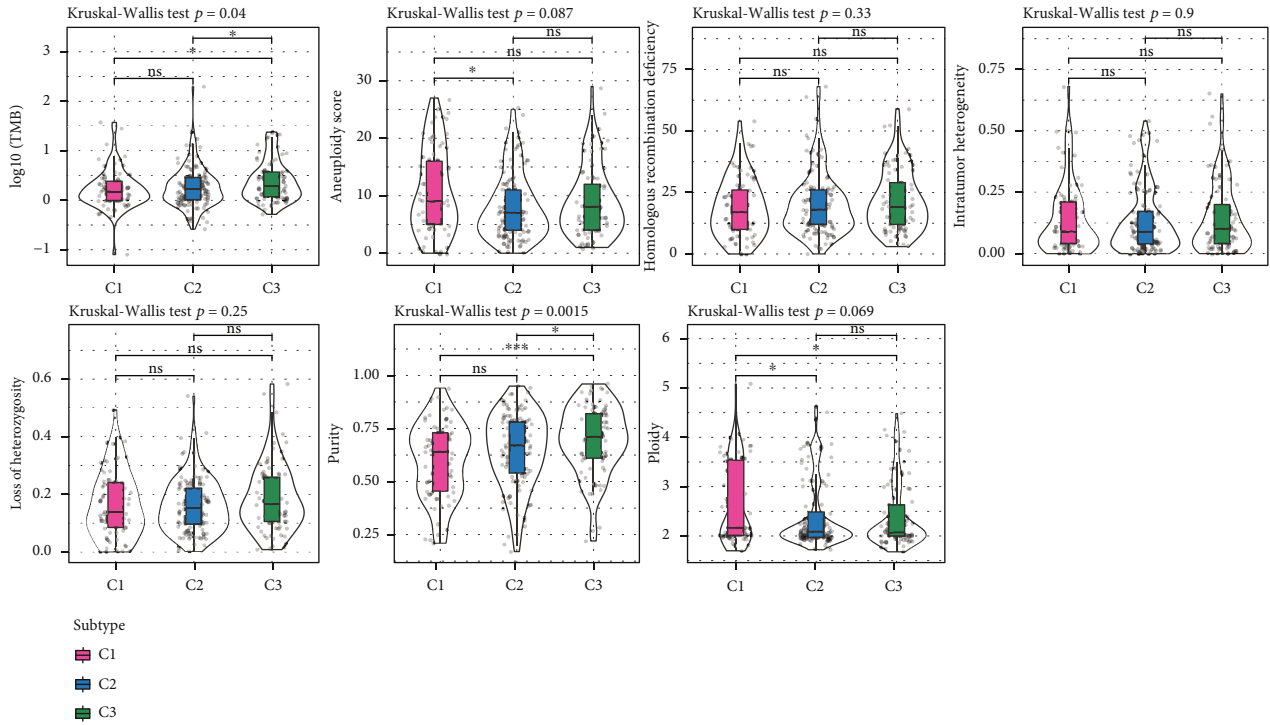 Kruskal-Wallis test p = 0.04
log10 (TMB)
3
2
1
0
−1
*
*
ns
C1
C2
C3
Kruskal-Wallis test p = 0.087
Aneuploidy score
30
20
10
0
ns
ns
*
C1
C2
C3
Kruskal-Wallis test p = 0.33
Homologous recombination deficiency
75
50
25
0
ns
ns
ns
C1
C2
C3
Kruskal-Wallis test p = 0.9
Intratumor heterogeneity
0.75
0.50
0.25
0.00
ns
ns
ns
C1
C2
C3
Kruskal-Wallis test p = 0.25
Loss of heterozygosity
0.6
0.4
0.2
0.0
ns
ns
ns
C1
C2
C3
Kruskal-Wallis test p = 0.0015
Purity
1.00
0.75
0.50
0.25
*
***
ns
C1
C2
C3
Kruskal-Wallis test p = 0.069
Ploidy
6
5
4
3
2
ns
*
*
C1
C2
C3
Subtype
C1
C2
C3